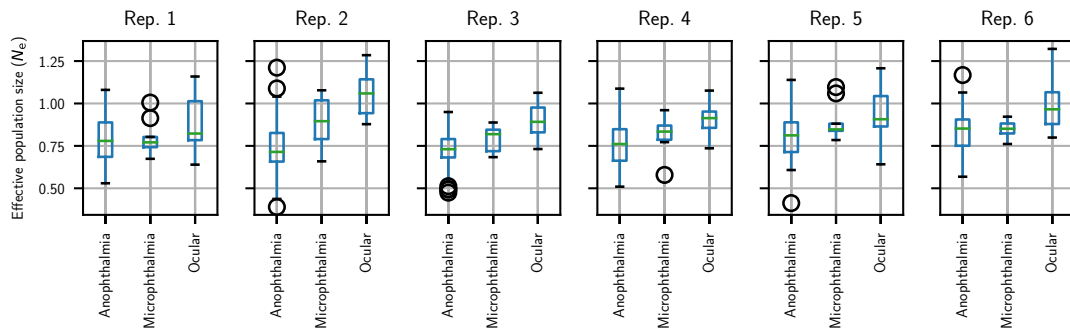 Rep. 1
Rep. 2
Rep. 3
Rep. 4
Rep. 5
Rep. 6
Effective population size (Ne)
1.25
1.00
0.75
0.50
Anophthalmia
Microphthalmia
Ocular
Anophthalmia
Microphthalmia
Ocular
Anophthalmia
Microphthalmia
Ocular
Anophthalmia
Microphthalmia
Ocular
Anophthalmia
Microphthalmia
Ocular
Anophthalmia
Microphthalmia
Ocular